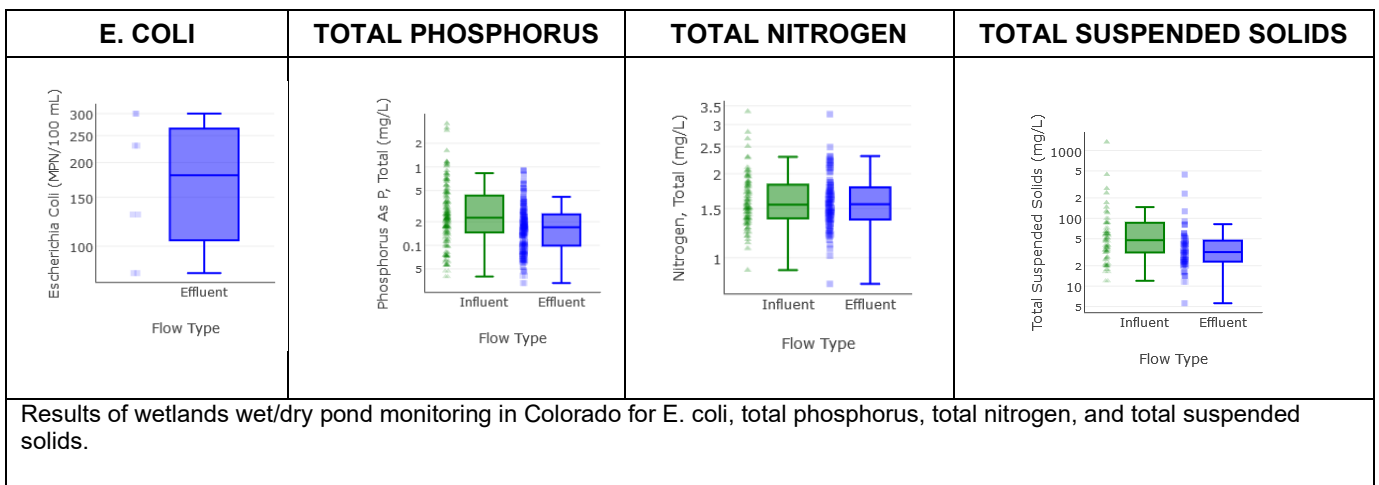 E. COLI
TOTAL PHOSPHORUS
TOTAL NITROGEN
TOTAL SUSPENDED SOLIDS
Escherichia Coli (MPN/100 mL)
300
250
200
150
100
Effluent
Flow Type
Phosphorus As P, Total (mg/L)
2
1
5
2
0.1
5
Influent
Effluent
Flow Type
Nitrogen, Total (mg/L)
3.5
3
2.5
2
1.5
1
Influent
Effluent
Flow Type
Total Suspended Solids (mg/L)
1000
5
2
100
5
2
10
5
Influent
Effluent
Flow Type
Results of wetlands wet/dry pond monitoring in Colorado for E. coli, total phosphorus, total nitrogen, and total suspended
solids.